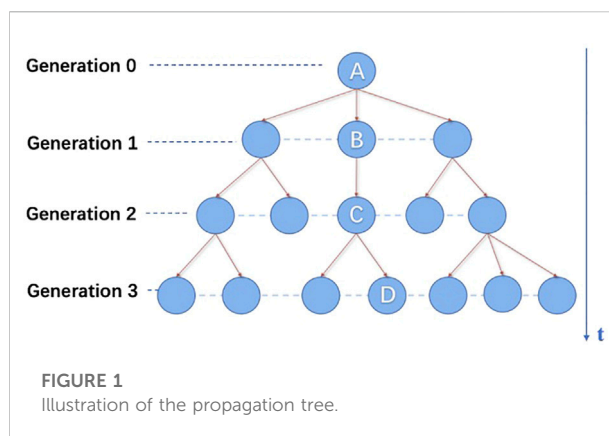 Generation 0
A
Generation 1
B
Generation 2
C
Generation 3
D
t
FIGURE 1
Illustration of the propagation tree.